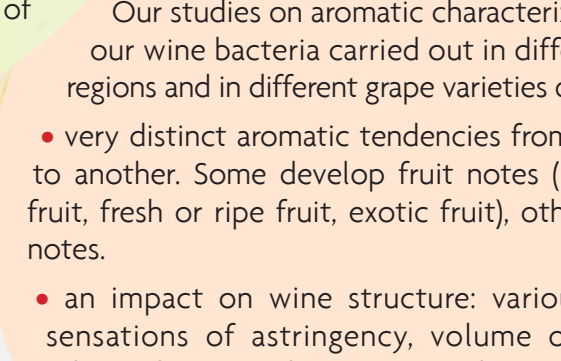 of
Our studies on aromatic characteri
our wine bacteria carried out in diff
regions and in different grape varieties
• very distinct aromatic tendencies from
to another. Some develop fruit notes (
fruit, fresh or ripe fruit, exotic fruit), oth
notes.
• an impact on wine structure: variou
sensations of astringency, volume